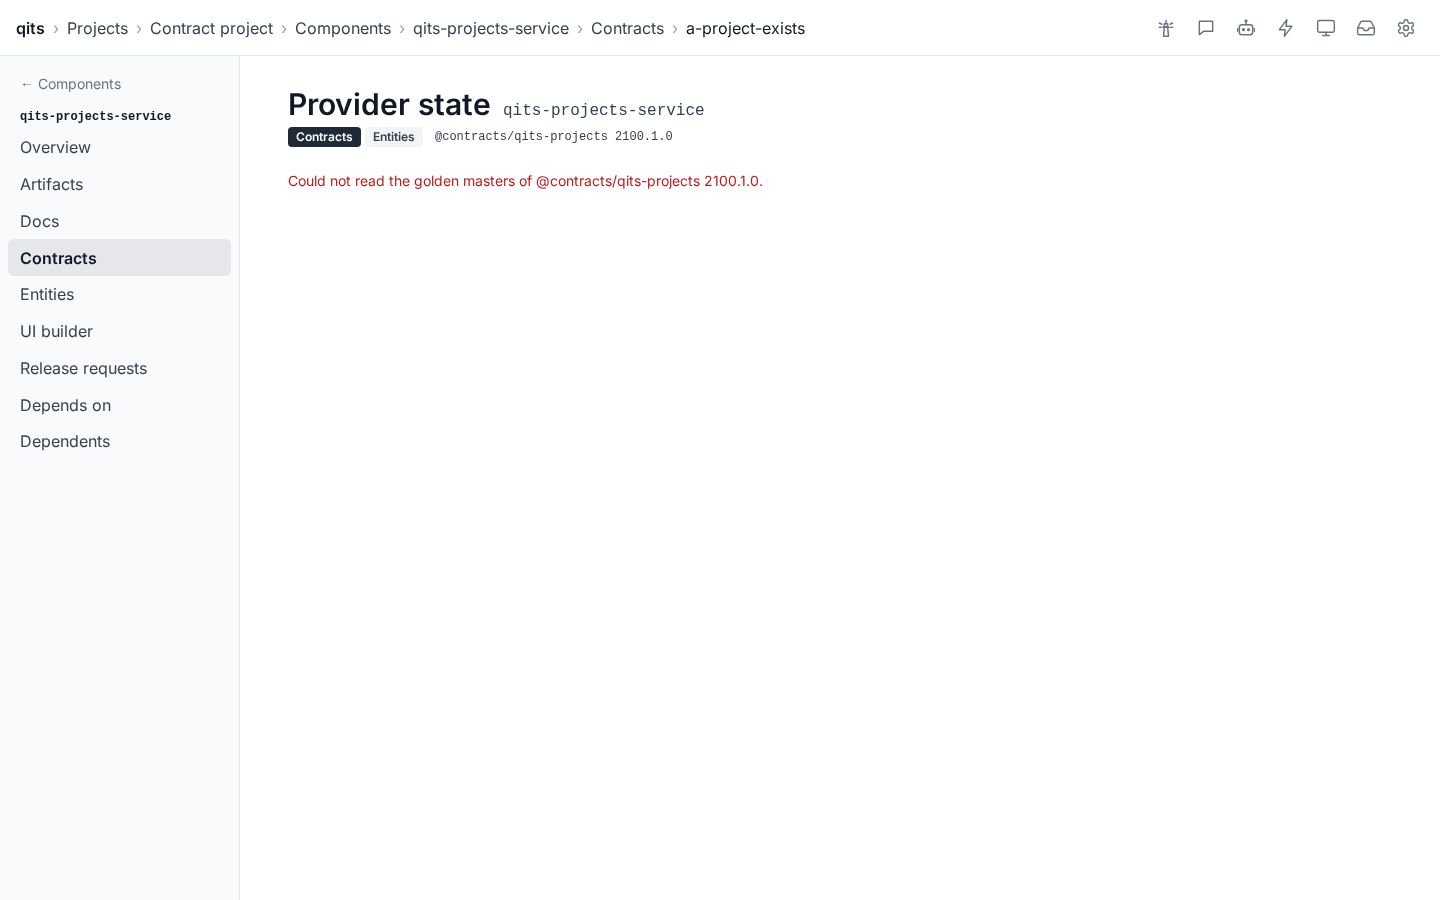 qits › Projects › Contract project › Components › qits-projects-service › Contracts › a-project-exists
← Components
qits-projects-service
Overview
Artifacts
Docs
Contracts
Entities
UI builder
Release requests
Depends on
Dependents
Provider state qits-projects-service
Contracts Entities @contracts/qits-projects 2100.1.0
Could not read the golden masters of @contracts/qits-projects 2100.1.0.